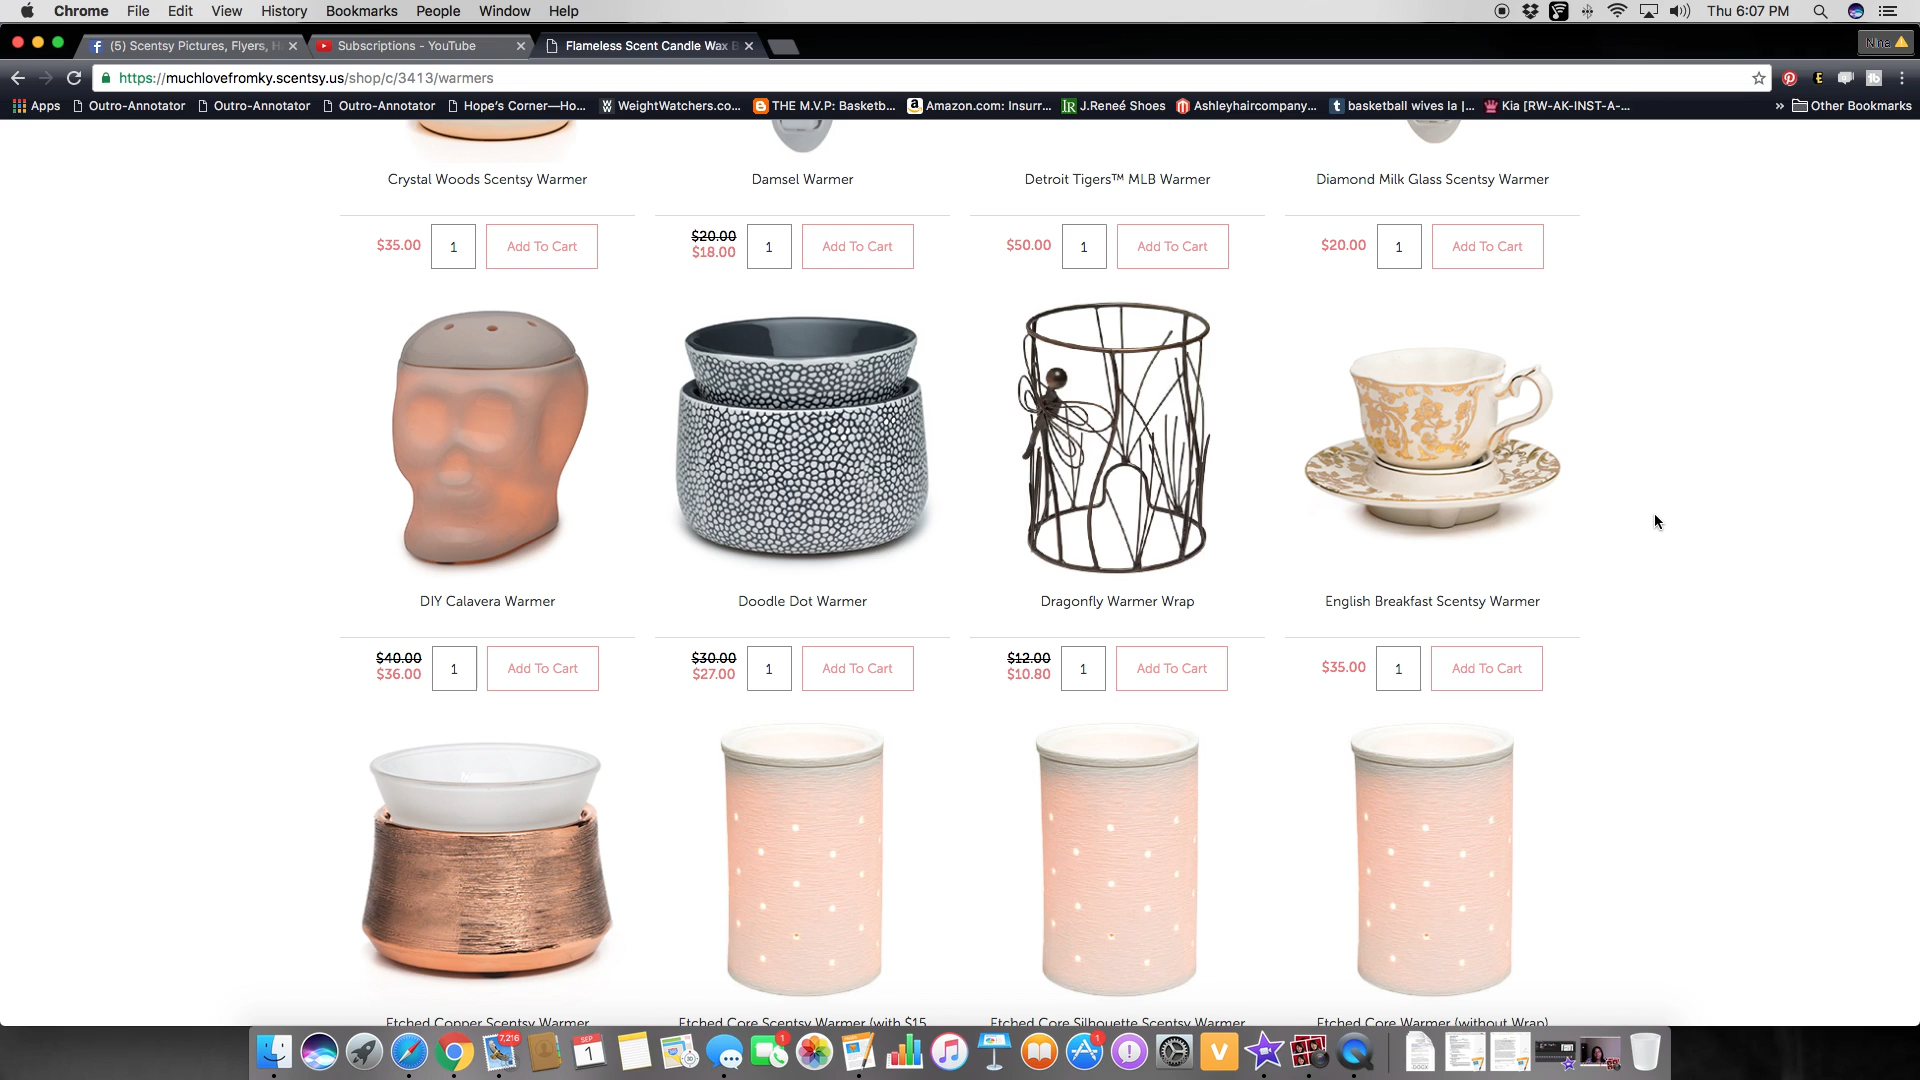 Chrome File Edit View History Bookmarks People Window Help Thu 6:07 PM
(5) Scentsy Pictures, Flyers, H Subscriptions - YouTube Flameless Scent Candle Wax B Nina
https://muchlovefromky.scentsy.us/shop/c/3413/warmers
Apps Outro-Annotator Outro-Annotator Outro-Annotator Hope's Corner—Ho... WeightWatchers.co... THE M.V.P: Basketb... Amazon.com: Insurr... J.Reneé Shoes Ashleyhaircompany... basketball wives la |... Kia [RW-AK-INST-A-... » Other Bookmarks
Crystal Woods Scentsy Warmer Damsel Warmer Detroit Tigers™ MLB Warmer Diamond Milk Glass Scentsy Warmer
$35.00 1 Add To Cart $20.00 $18.00 1 Add To Cart $50.00 1 Add To Cart $20.00 1 Add To Cart
DIY Calavera Warmer Doodle Dot Warmer Dragonfly Warmer Wrap English Breakfast Scentsy Warmer
$40.00 $36.00 1 Add To Cart $30.00 $27.00 1 Add To Cart $12.00 $10.80 1 Add To Cart $35.00 1 Add To Cart
Etched Copper Scentsy Warmer Etched Core Scentsy Warmer (with $15 Etched Core Silhouette Scentsy Warmer Etched Core Warmer (without Wrap)
7,216 SEP 1 1 1 1